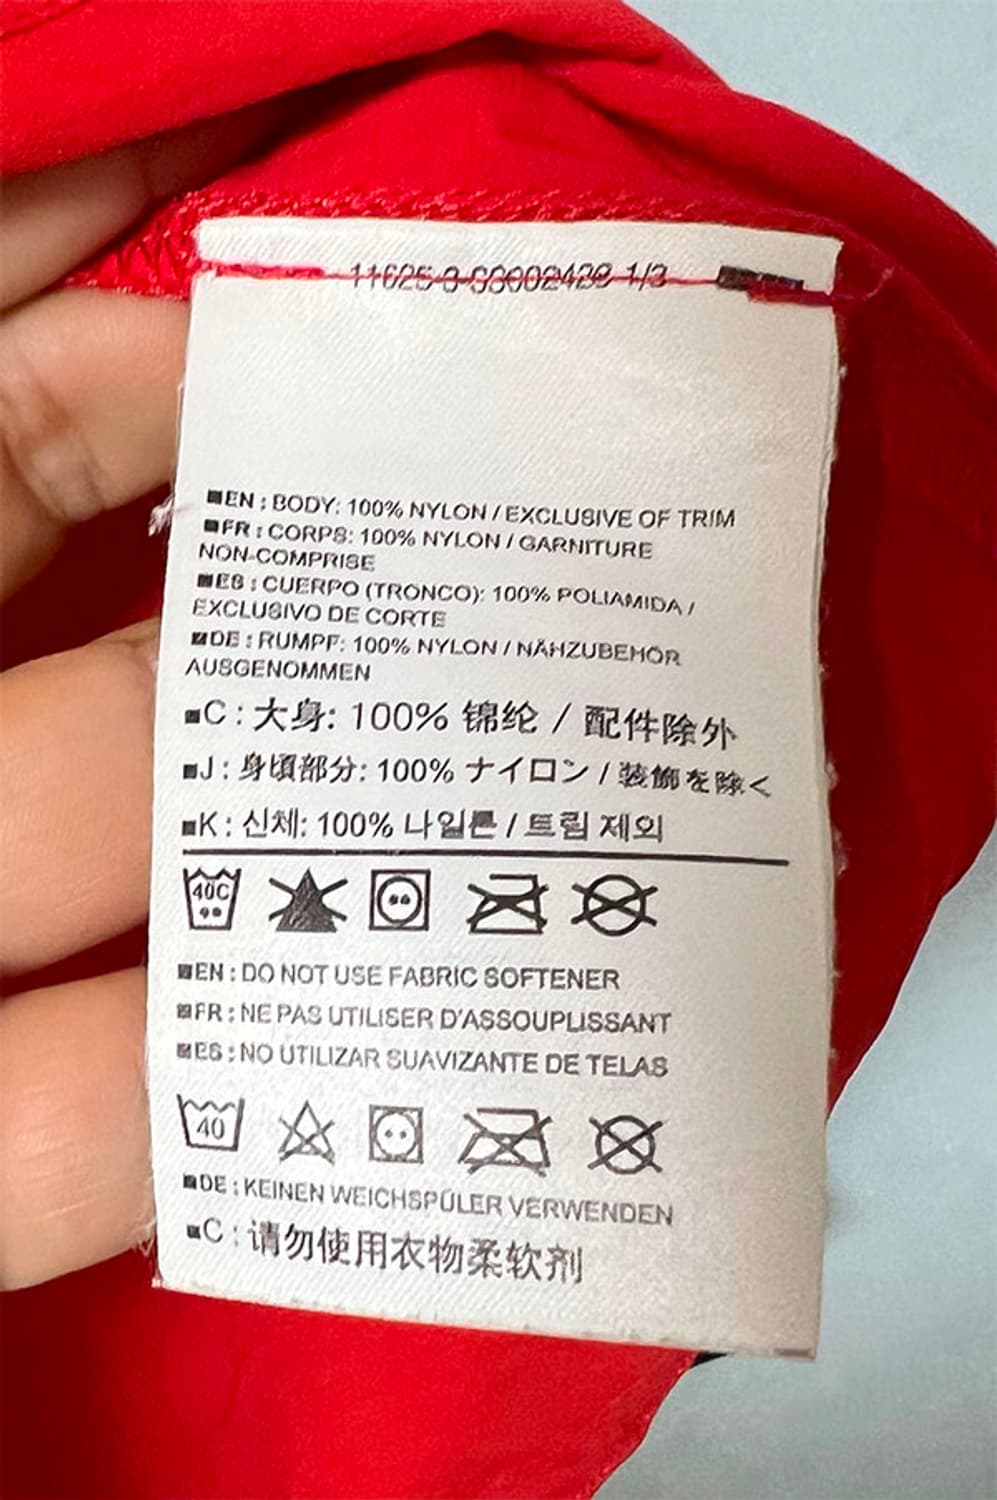 1/3
■EN : BODY: 100% NYLON / EXCLUSIVE OF TRIM
■FR : CORPS: 100% NYLON / GARNITURE
NON-COMPRISE
■ES : CUERPO (TRONCO): 100% POLIAMIDA /
EXCLUSIVO DE CORTE
■DE : RUMPF: 100% NYLON / NÄHZUBEHÖR
AUSGENOMMEN
■C : 大身: 100% 锦纶 / 配件除外
■J : 身頃部分: 100% ナイロン / 装飾を除く
■K : 신체: 100% 나일론 / 트림 제외
40C
■EN : DO NOT USE FABRIC SOFTENER
■FR : NE PAS UTILISER D'ASSOUPLISSANT
■ES : NO UTILIZAR SUAVIZANTE DE TELAS
40
■DE : KEINEN WEICHSPÜLER VERWENDEN
■C : 请勿使用衣物柔软剂